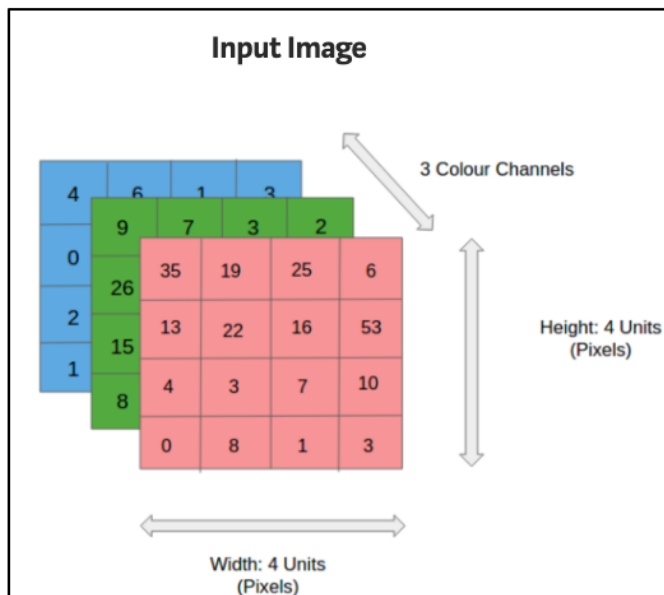 Input Image
3 Colour Channels
4 6 1 3
9 7 3 2
0
35 19 25 6
26
13 22 16 53
2
15
4 3 7 10
1
8
0 8 1 3
Height: 4 Units
(Pixels)
Width: 4 Units
(Pixels)